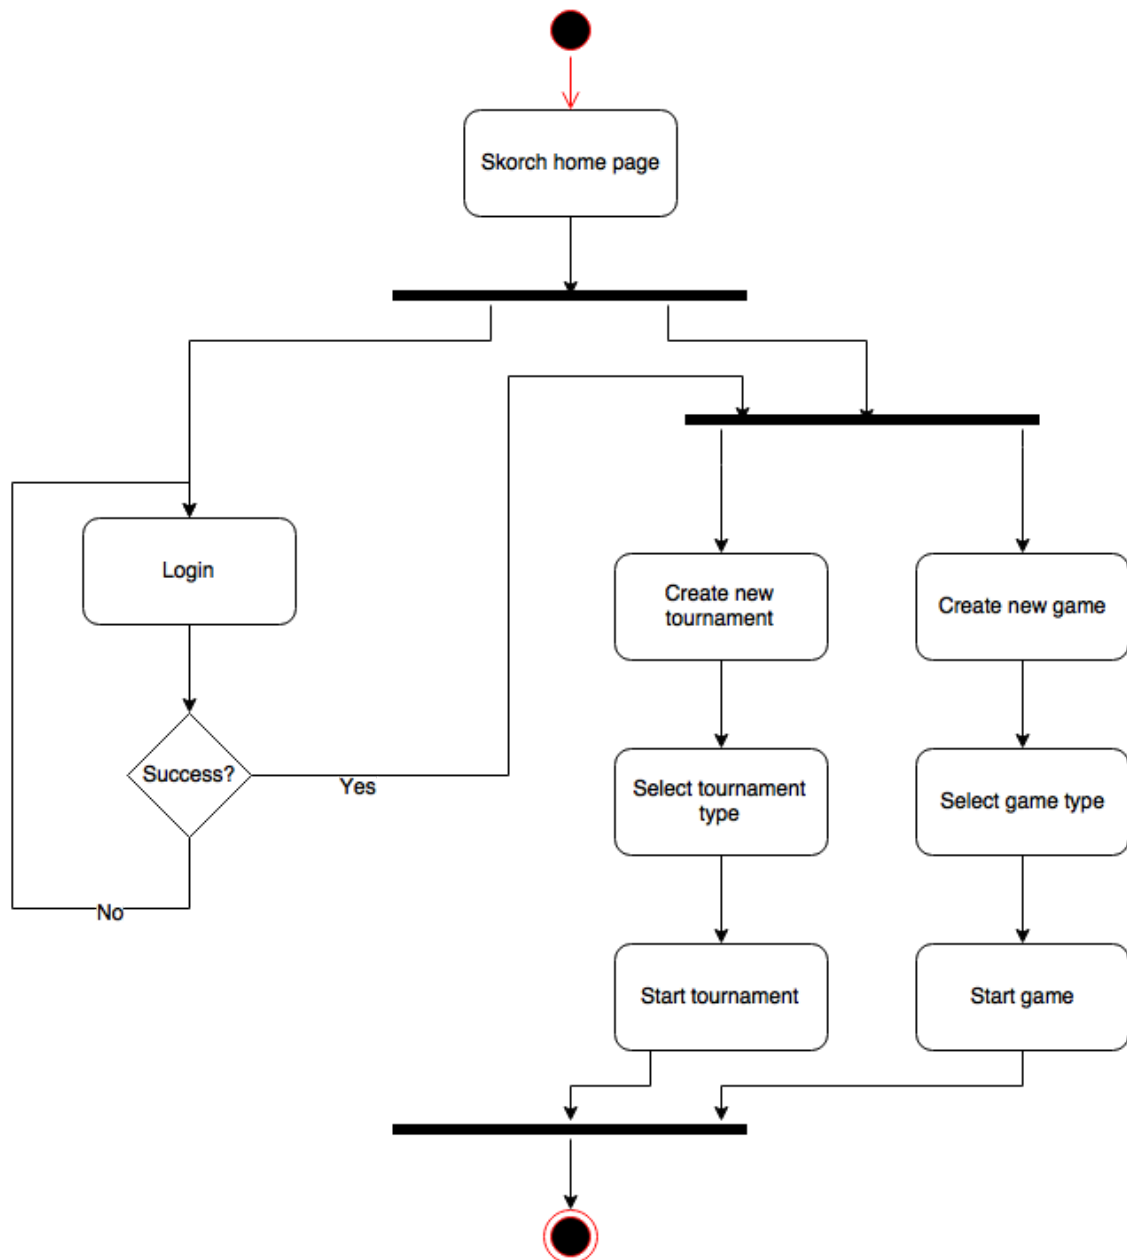 Skorch home page
Login
Success?
Yes
No
Create new
tournament
Create new game
Select tournament
type
Select game type
Start tournament
Start game